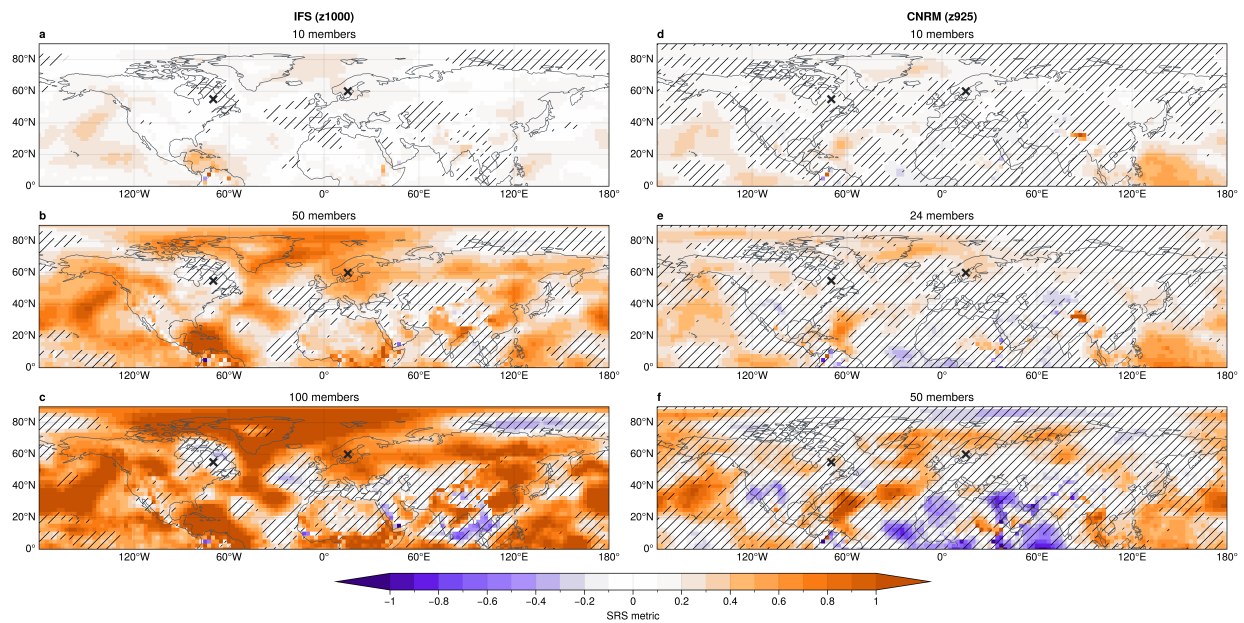 IFS (z1000)
CNRM (z925)
a
10 members
d
10 members
80°N
60°N
40°N
20°N
0°
120°W
60°W
0°
60°E
120°E
180°
80°N
60°N
40°N
20°N
0°
120°W
60°W
0°
60°E
120°E
180°
b
50 members
e
24 members
80°N
60°N
40°N
20°N
0°
120°W
60°W
0°
60°E
120°E
180°
80°N
60°N
40°N
20°N
0°
120°W
60°W
0°
60°E
120°E
180°
c
100 members
f
50 members
80°N
60°N
40°N
20°N
0°
120°W
60°W
0°
60°E
120°E
180°
80°N
60°N
40°N
20°N
0°
120°W
60°W
0°
60°E
120°E
180°
−1 −0.8 −0.6 −0.4 −0.2 0 0.2 0.4 0.6 0.8 1
SRS metric